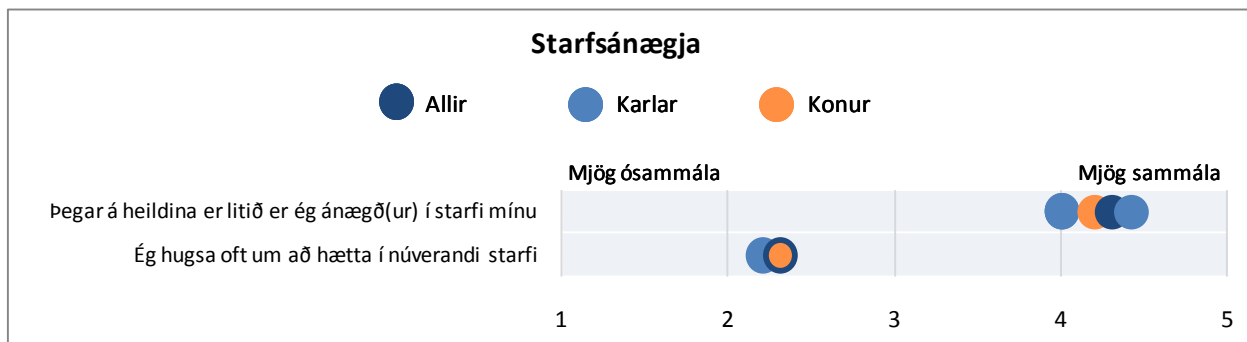 Starfsánægja
Allir Karlar Konur
Mjög ósammála Mjög sammála
Þegar á heildina er litið er ég ánægð(ur) í starfi mínu
Ég hugsa oft um að hætta í núverandi starfi
1 2 3 4 5